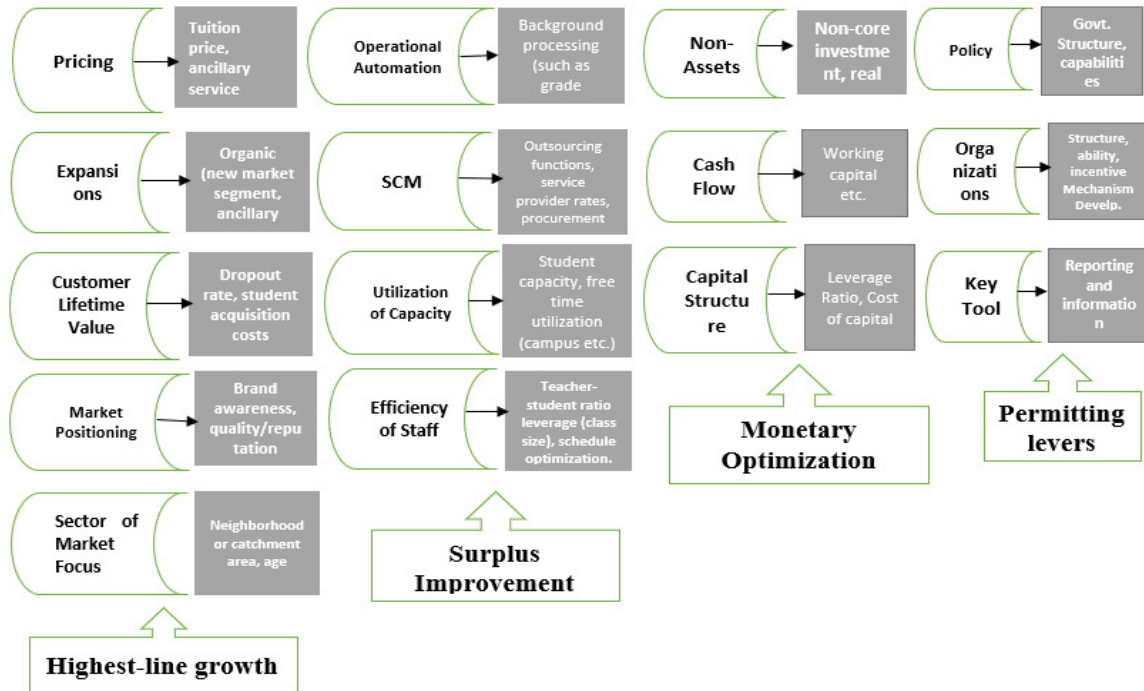 Pricing
Tuition
price,
ancillary
service
Expansi
ons
Organic
(new market
segment,
ancillary
Customer
Lifetime
Value
Dropout
rate, student
acquisition
costs
Market
Positioning
Brand
awareness,
quality/repu
tation
Sector of
Market
Focus
Neighborhood
or catchment
area, age
Highest-line growth
Operational
Automation
Background
processing
(such as
grade
SCM
Outsourcing
functions,
service
provider rates,
procurement
Utilization
of Capacity
Student
capacity, free
time
utilization
(campus etc.)
Efficiency
of Staff
Teacher-
student ratio
leverage (class
size), schedule
optimization.
Surplus
Improvement
Non-
Assets
Non-core
investme
nt, real
Cash
Flow
Working
capital
etc.
Capital
Structu
re
Leverage
Ratio, Cost
of capital
Monetary
Optimization
Policy
Govt.
Structure,
capabiliti
es
Org
anizati
ons
Structure,
ability,
incentive
Mechanism
Develp.
Key
Tool
Reporting
and
informatio
n
Permitting
levers